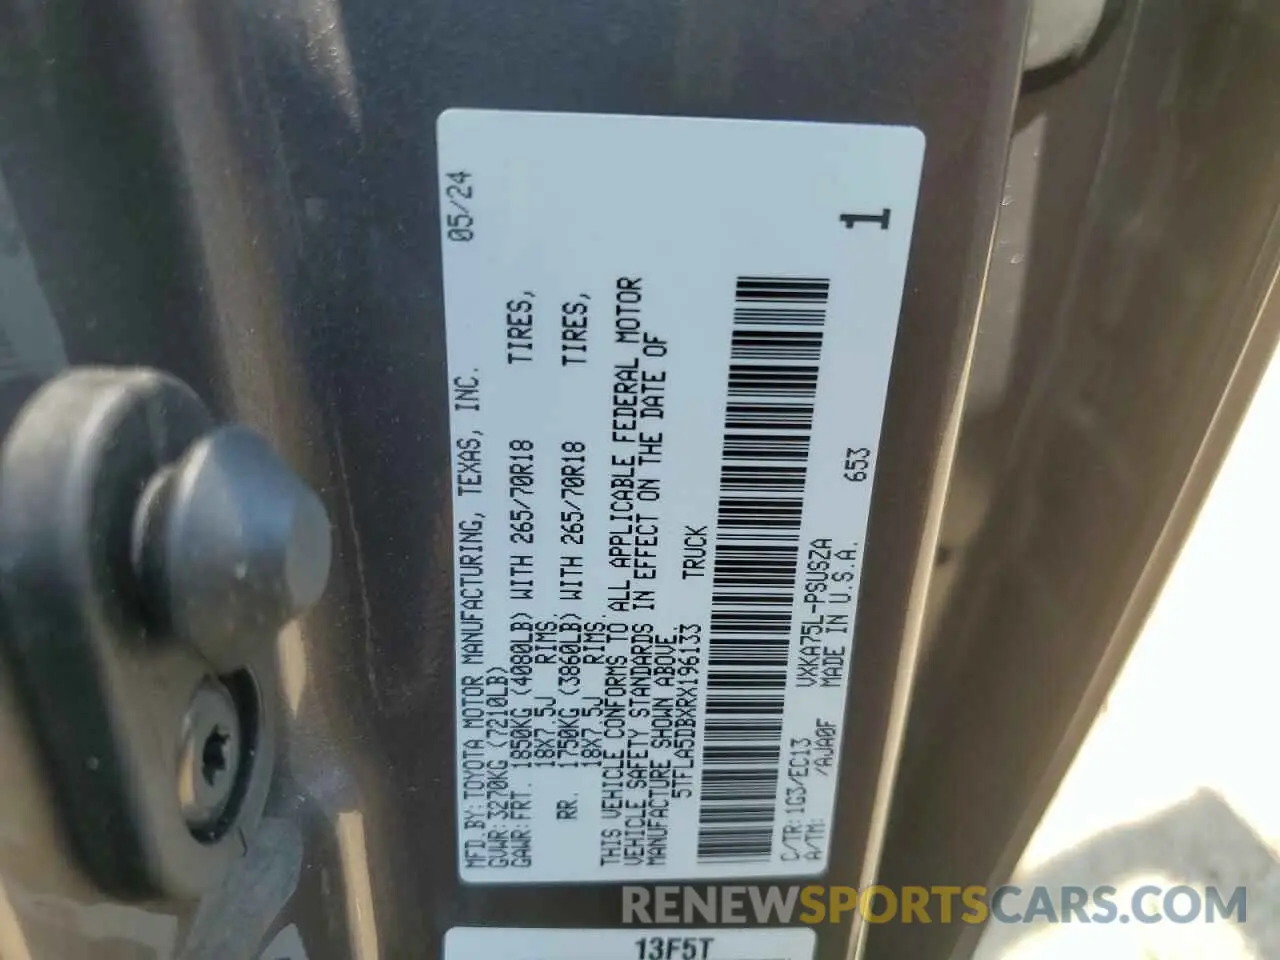 MFD.BY:TOYOTA MOTOR MANUFACTURING, TEXAS, INC. 05/24
GVWR:3270KG (7210LB)
GAWR:FRT. 1850KG (4080LB) WITH 265/70R18 TIRES,
18X7.5J RIMS.
RR. 1750KG (3860LB) WITH 265/70R18 TIRES,
18X7.5J RIMS.
THIS VEHICLE CONFORMS TO ALL APPLICABLE FEDERAL MOTOR
VEHICLE SAFETY STANDARDS IN EFFECT ON THE DATE OF
MANUFACTURE SHOWN ABOVE.
5TFLA5DBXRX196133 TRUCK
C/TR:1G3/EC13 VXKA75L-PSUSZA 653
A/TM: /AJA0F MADE IN U.S.A.
1
13F5T
RENEWSPORTSCARS.COM